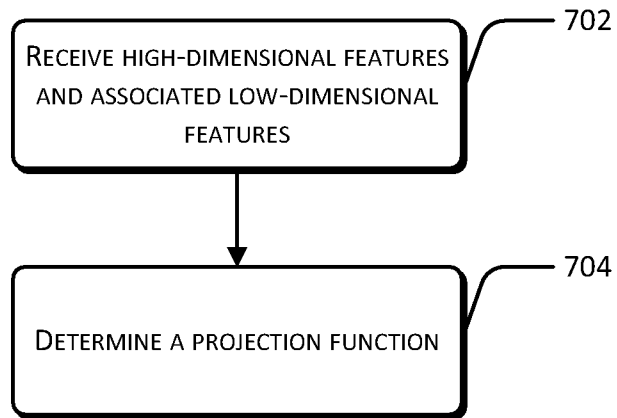 702
RECEIVE HIGH-DIMENSIONAL FEATURES
AND ASSOCIATED LOW-DIMENSIONAL
FEATURES
704
DETERMINE A PROJECTION FUNCTION